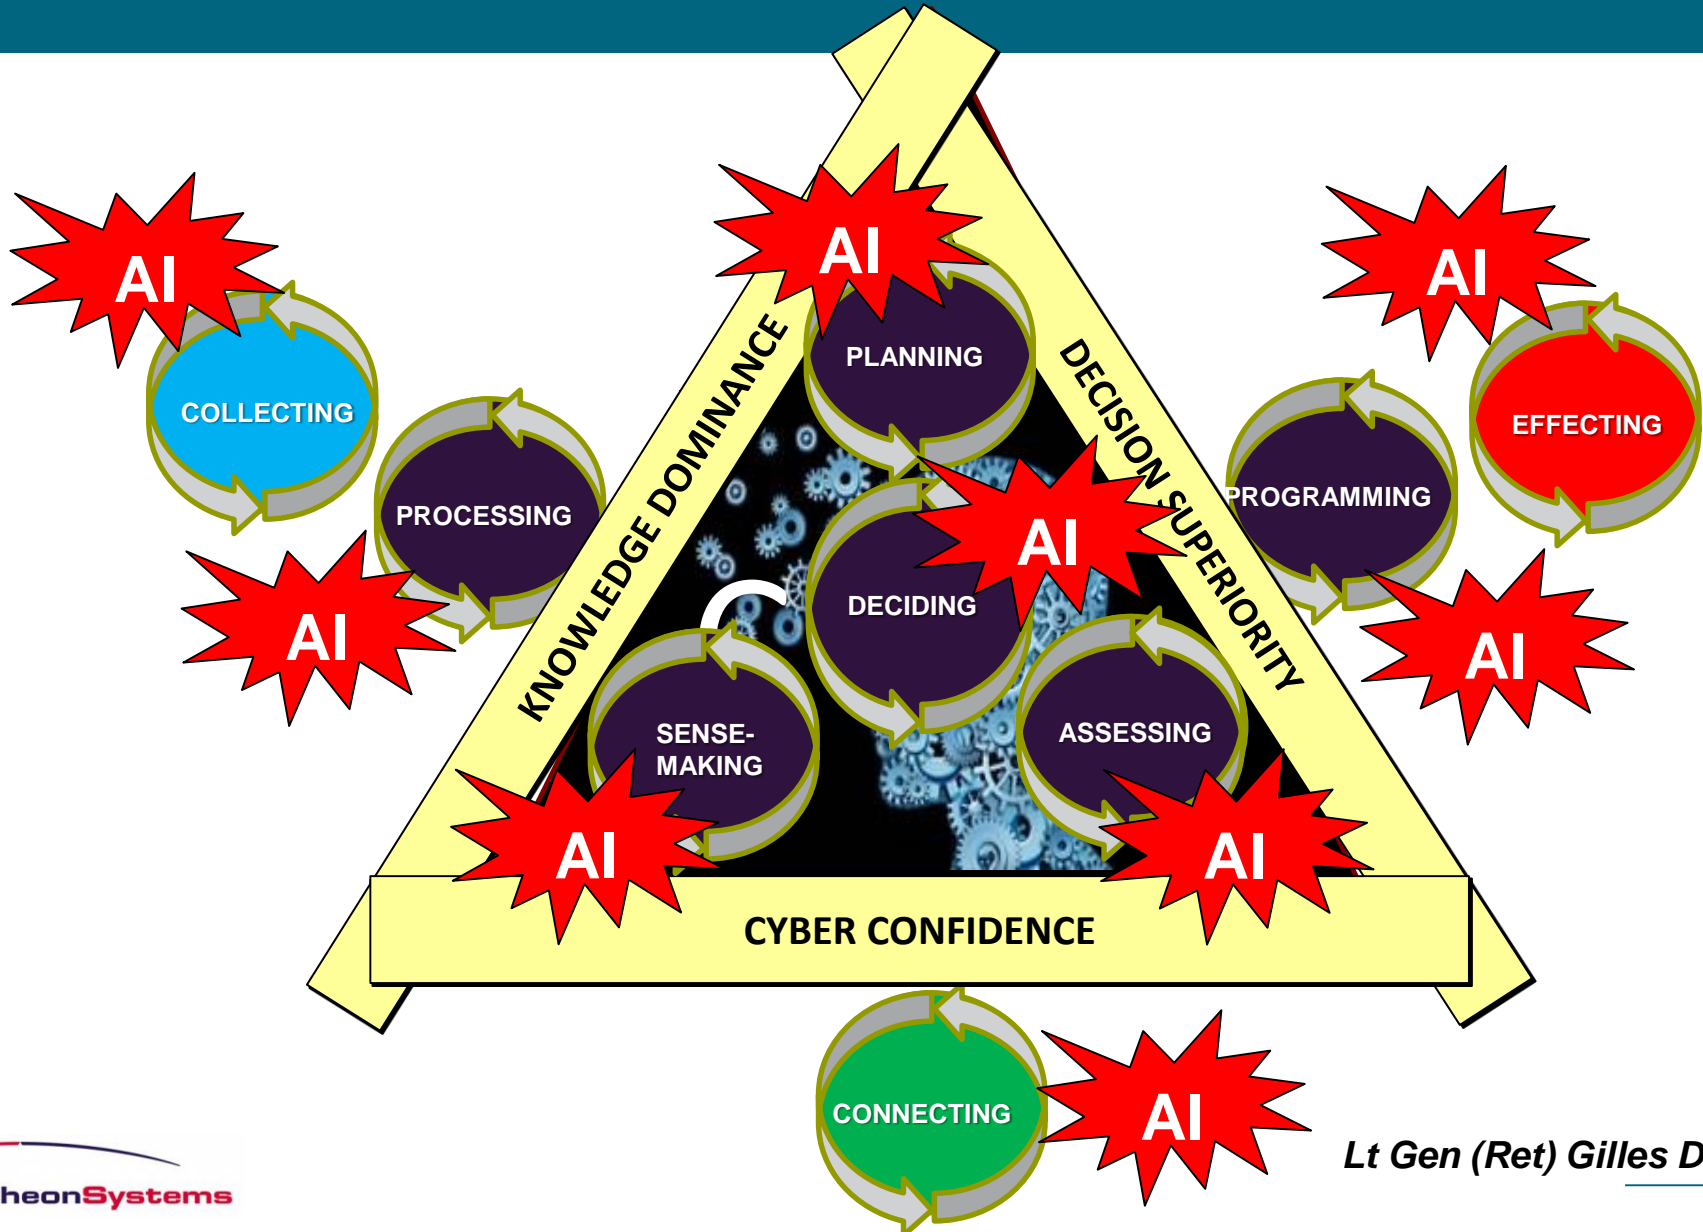 AI
AI
AI
PLANNING
COLLECTING
EFFECTING
KNOWLEDGE DOMINANCE
DECISION SUPERIORITY
PROCESSING
PROGRAMMING
AI
DECIDING
AI
AI
SENSE-
MAKING
ASSESSING
AI
AI
CYBER CONFIDENCE
CONNECTING
AI
Lt Gen (Ret) Gilles D
heonSystems